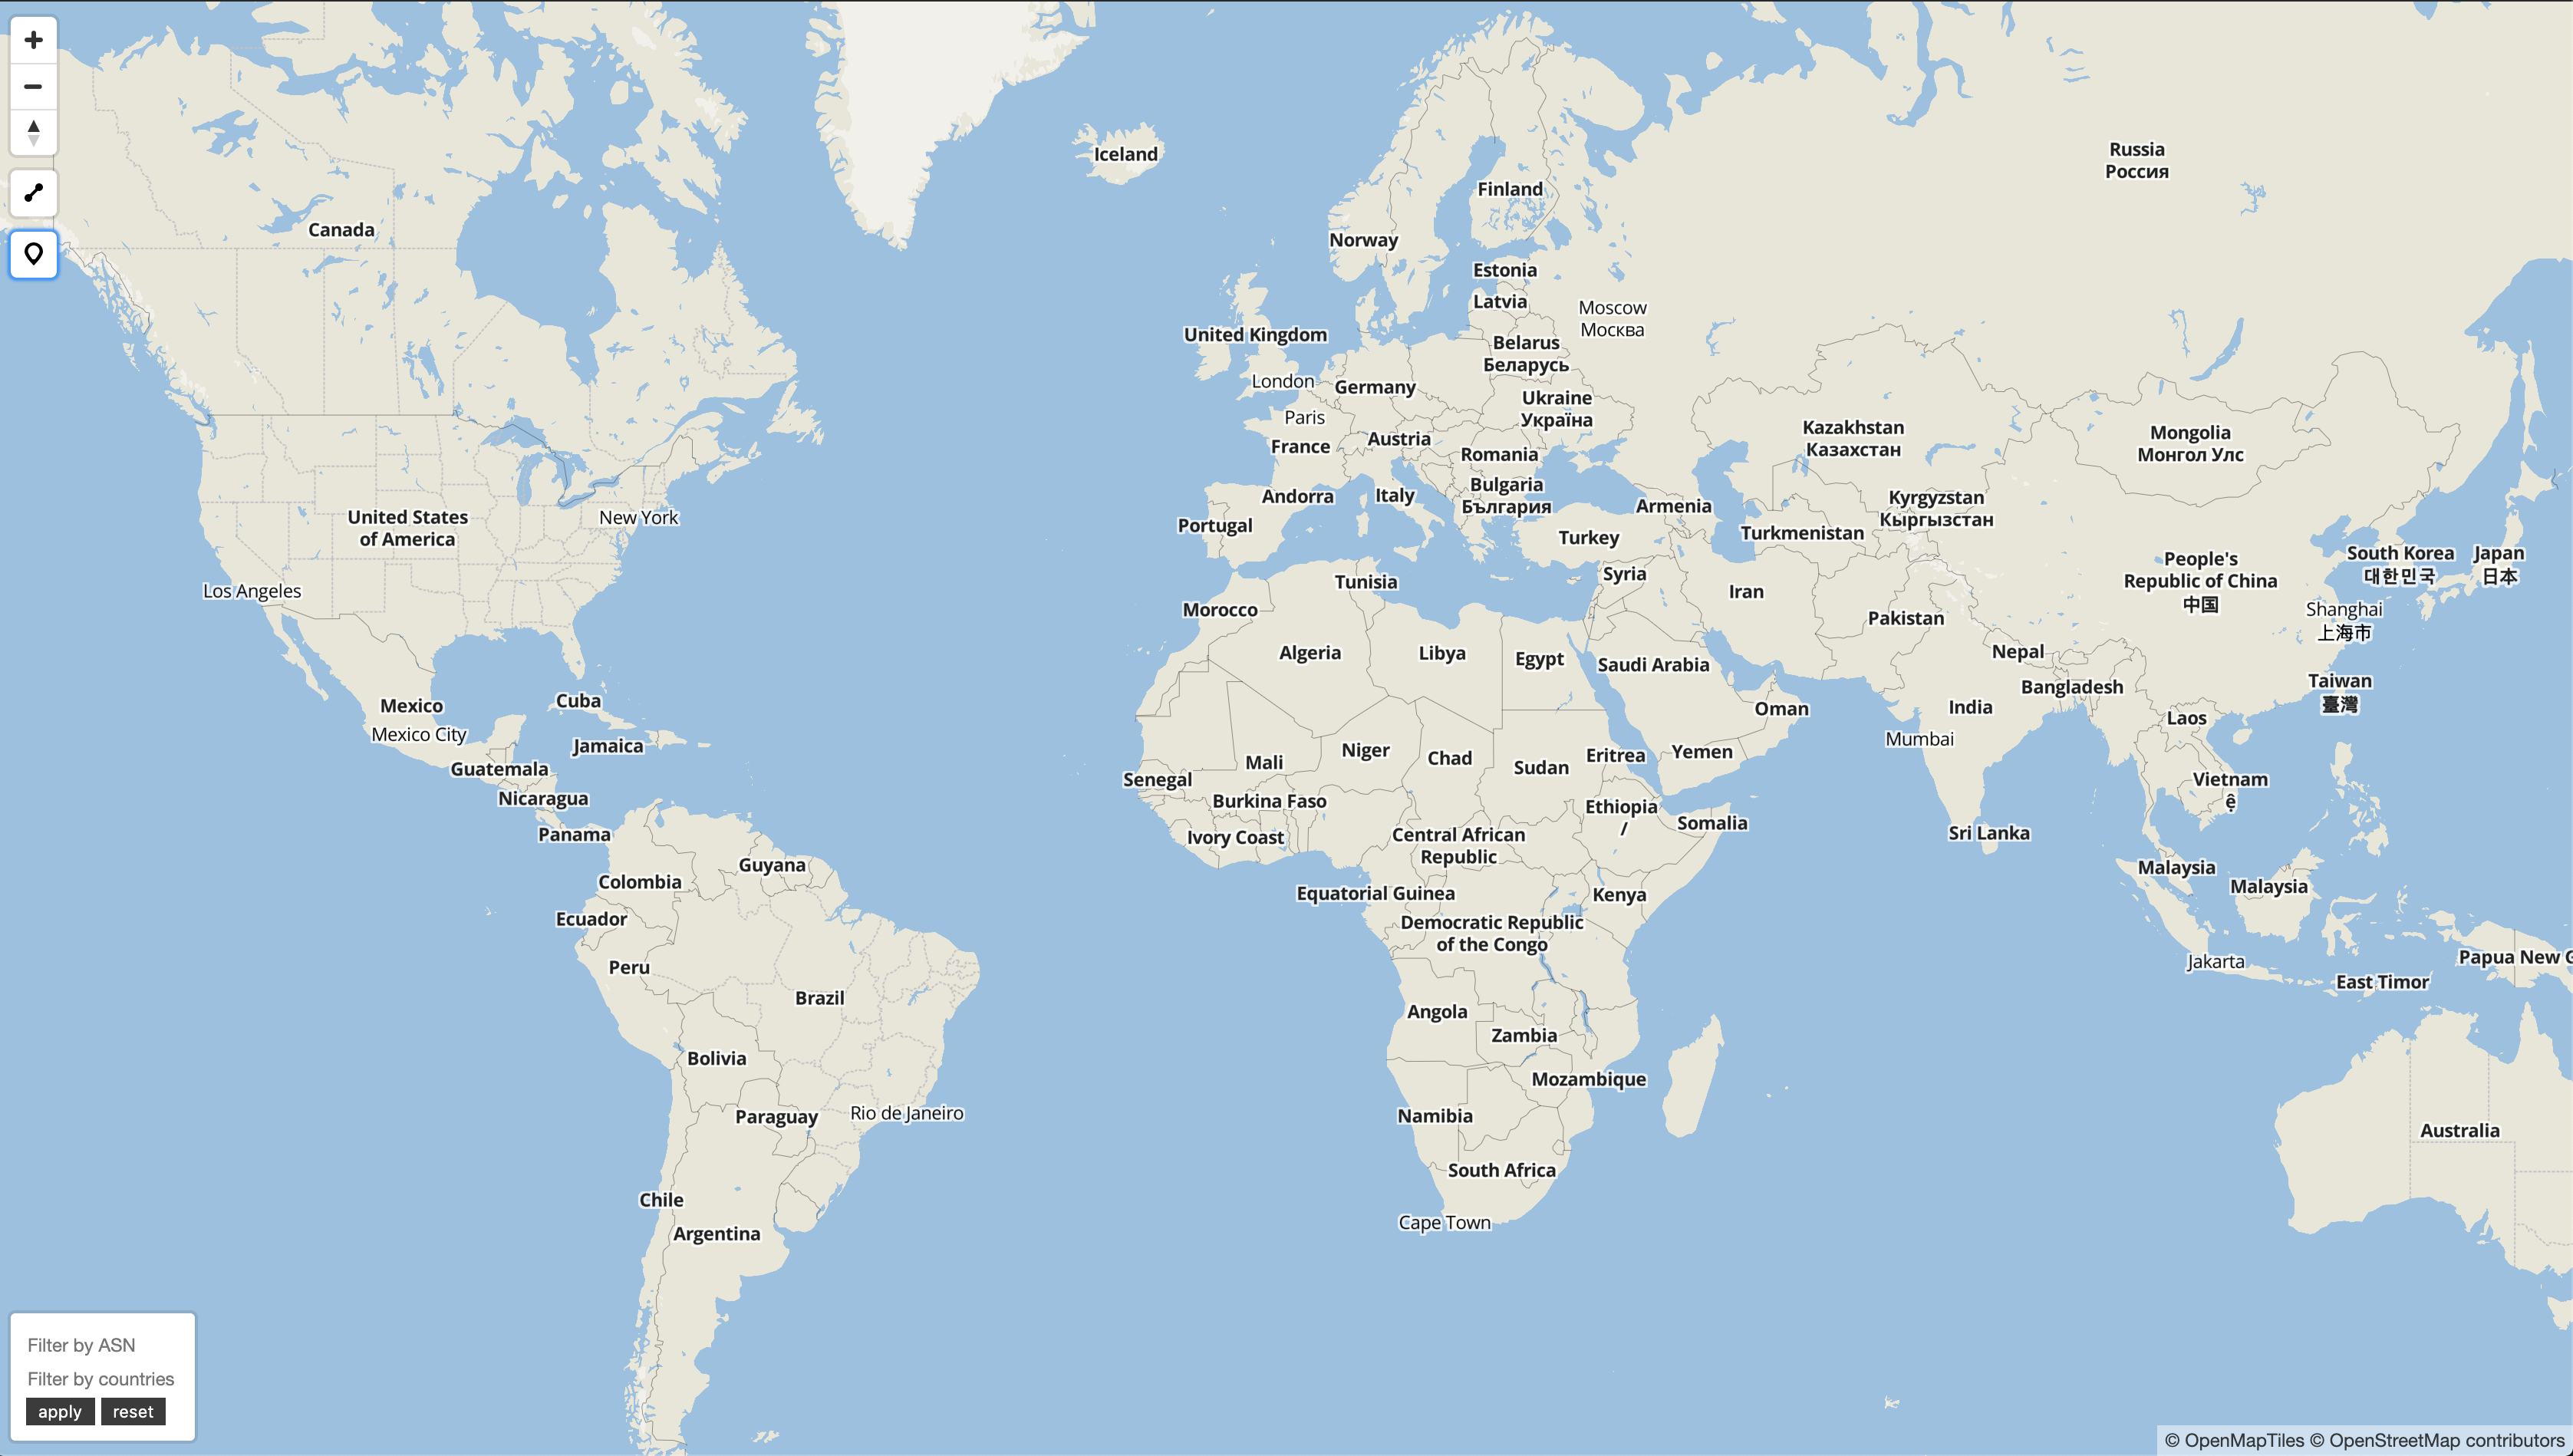 Iceland
Russia
Россия
Finland
Canada
Norway
Estonia
Latvia
Moscow
Москва
United Kingdom
Belarus
Беларусь
London
Germany
Ukraine
Україна
Paris
France
Austria
Romania
Kazakhstan
Казахстан
Mongolia
Монгол Улс
Andorra
Italy
Bulgaria
България
Armenia
Kyrgyzstan
Кыргызстан
Portugal
Turkey
Turkmenistan
United States
of America
New York
Los Angeles
Tunisia
Syria
Iran
People's
Republic of China
中国
South Korea
대한민국
Japan
日本
Shanghai
上海市
Morocco
Pakistan
Algeria
Libya
Egypt
Saudi Arabia
Nepal
Bangladesh
Taiwan
臺灣
Mexico
Mexico City
Cuba
Jamaica
Oman
India
Mumbai
Laos
Guatemala
Nicaragua
Panama
Senegal
Mali
Niger
Chad
Sudan
Eritrea
Yemen
Vietnam
ệ
Burkina Faso
Ivory Coast
Ethiopia
/
Somalia
Central African
Republic
Sri Lanka
Guyana
Colombia
Ecuador
Equatorial Guinea
Kenya
Malaysia
Malaysia
Democratic Republic
of the Congo
Peru
Brazil
Jakarta
East Timor
Papua New G
Angola
Zambia
Bolivia
Mozambique
Paraguay
Rio de Janeiro
Namibia
Australia
South Africa
Chile
Argentina
Cape Town
Filter by ASN
Filter by countries
apply
reset
© OpenMapTiles © OpenStreetMap contributors